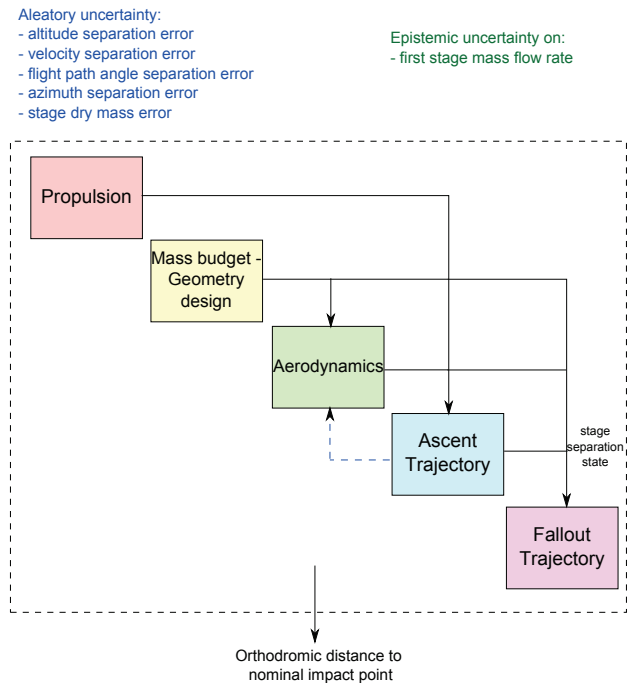 Aleatory uncertainty:
- altitude separation error
- velocity separation error
- flight path angle separation error
- azimuth separation error
- stage dry mass error
Epistemic uncertainty on:
- first stage mass flow rate
Propulsion
Mass budget -
Geometry
design
Aerodynamics
Ascent
Trajectory
stage
separation
state
Fallout
Trajectory
Orthodromic distance to
nominal impact point